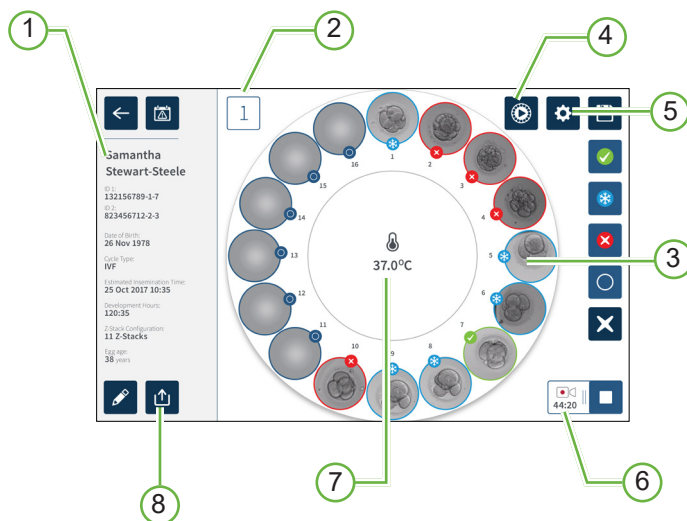 1
2
3
4
5
6
7
8
1
Samantha
Stewart-Steele
ID 1:
132156789-1-7
ID 2:
823456712-2-3
Date of Birth:
26 Nov 1978
Cycle Type:
IVF
Estimated Insemination Time:
25 Oct 2017 10:35
Development Hours:
120:35
Z-Stack Configuration:
11 Z-Stacks
Egg age:
38 years
1
2
3
4
5
6
7
8
9
10
11
12
13
14
15
16
37.0°C
44:20